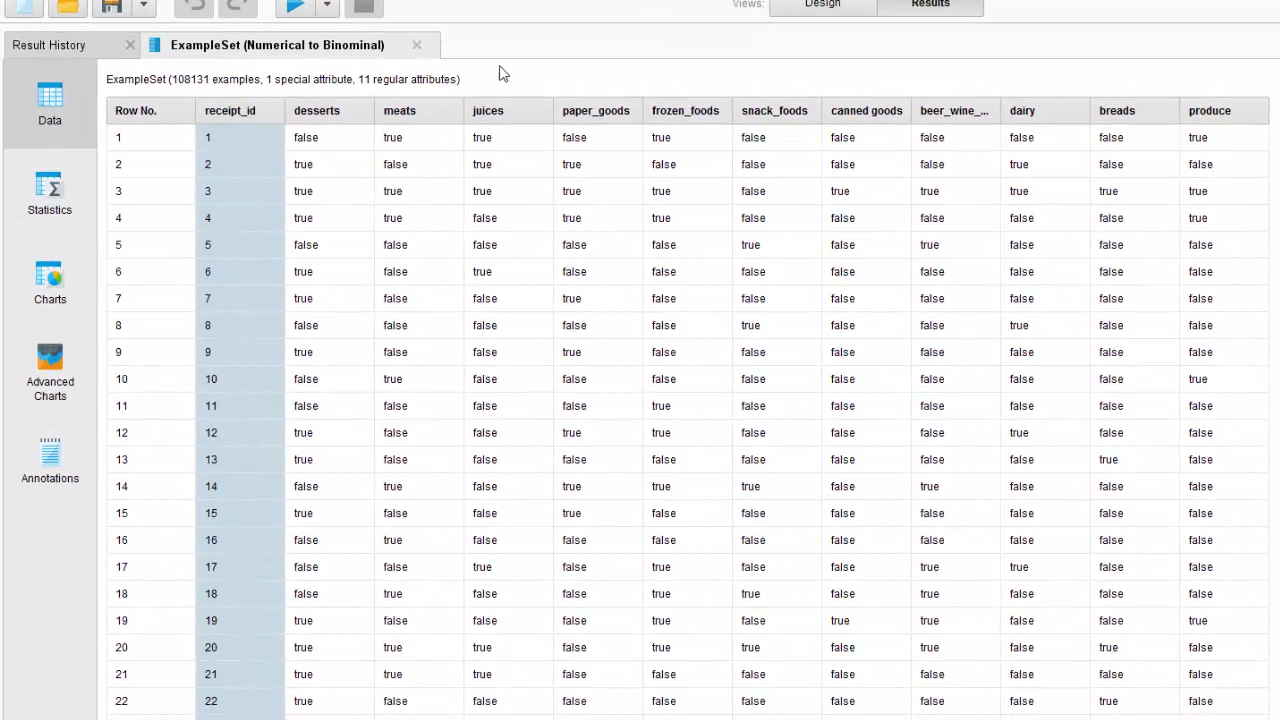 Views: Design Results
Result History ExampleSet (Numerical to Binominal)
ExampleSet (108131 examples, 1 special attribute, 11 regular attributes)
Data
Statistics
Charts
Advanced
Charts
Annotations
Row No. receipt_id desserts meats juices paper_goods frozen_foods snack_foods canned goods beer_wine_... dairy breads produce
1 1 false true true false true false false false false false true
2 2 true false true true false false false false true false false
3 3 true true true true true false true true true true true
4 4 true true false true true false false false false false true
5 5 false false false false false true false true false false false
6 6 true false true false false false false false false false false
7 7 true false false true false false false false false false false
8 8 false false false false false true false false true false false
9 9 true false false true false false false false false false false
10 10 false true false false false false false false false false true
11 11 false false false false true false false false false false false
12 12 true false false true true false false false true false false
13 13 true false false false false false false false false true false
14 14 false true false true true true false true false false false
15 15 true false false true false false false false false false false
16 16 false true false false false false false false false false false
17 17 false false true false false false false true true false false
18 18 false true false false true true false true false false false
19 19 true false false false false false true true false false true
20 20 true true false false true true false true false false false
21 21 true true true false false false false false false false false
22 22 true false false false false false false false false true false